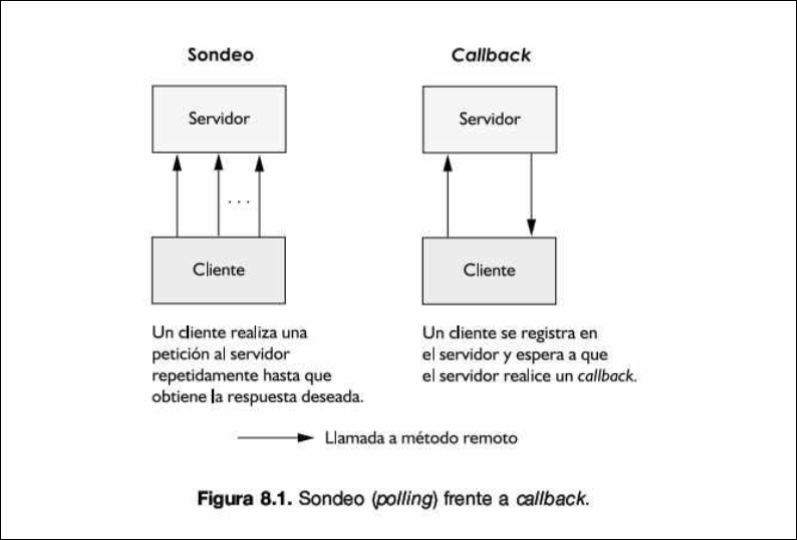 Sondeo
Callback
Servidor
Servidor
...
Cliente
Cliente
Un cliente realiza una
petición al servidor
repetidamente hasta que
obtiene la respuesta deseada.
Un cliente se registra en
el servidor y espera a que
el servidor realice un callback.
Llamada a método remoto
Figura 8.1. Sondeo (polling) frente a callback.